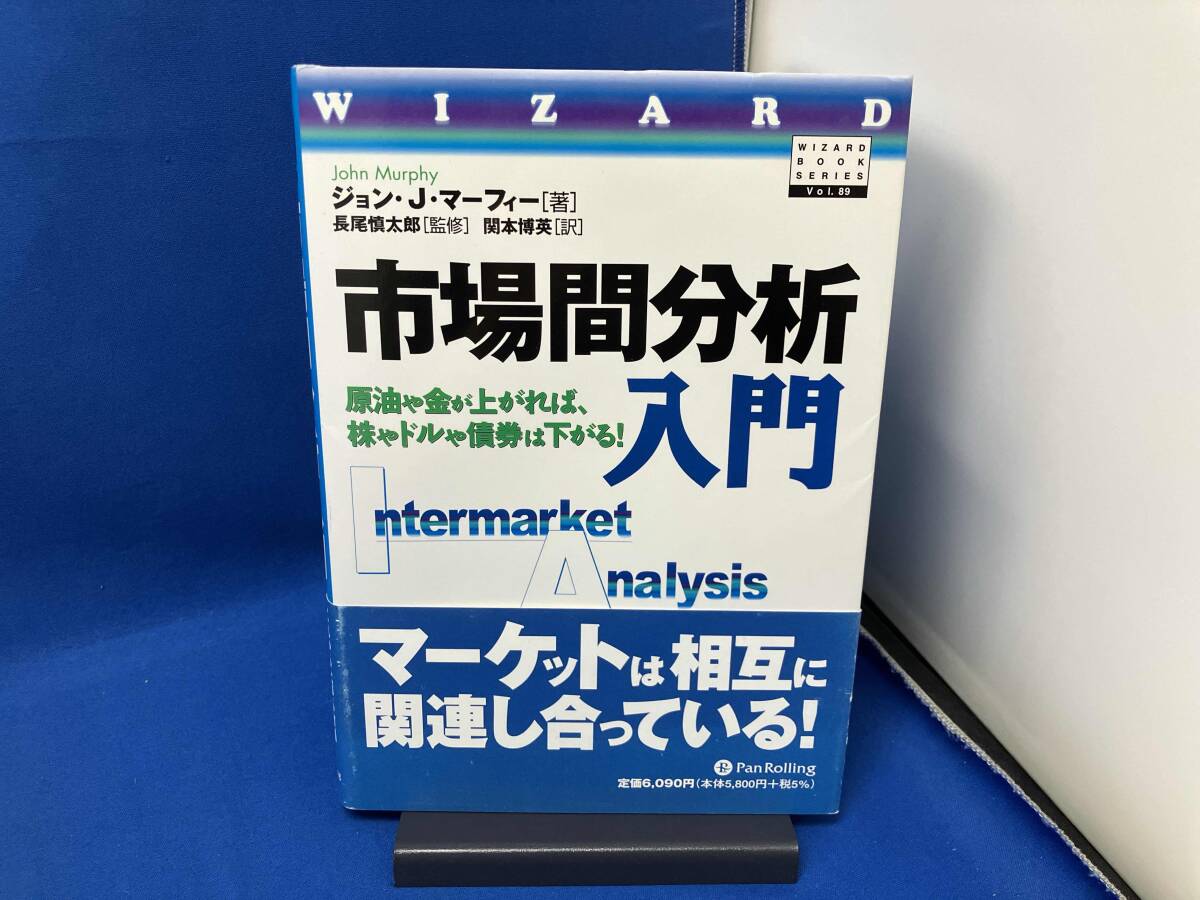 WIZARD
WIZARD
BOOK
SERIES
Vol.89
John Murphy
ジョン・J・マーフィー[著]
長尾慎太郎[監修] 関本博英[訳]
市場間分析
入門
原油や金が上がれば、
株やドルや債券は下がる!
Intermarket
Analysis
マーケットは相互に
関連し合っている!
PanRolling
定価6,090円(本体5,800円+税5%)